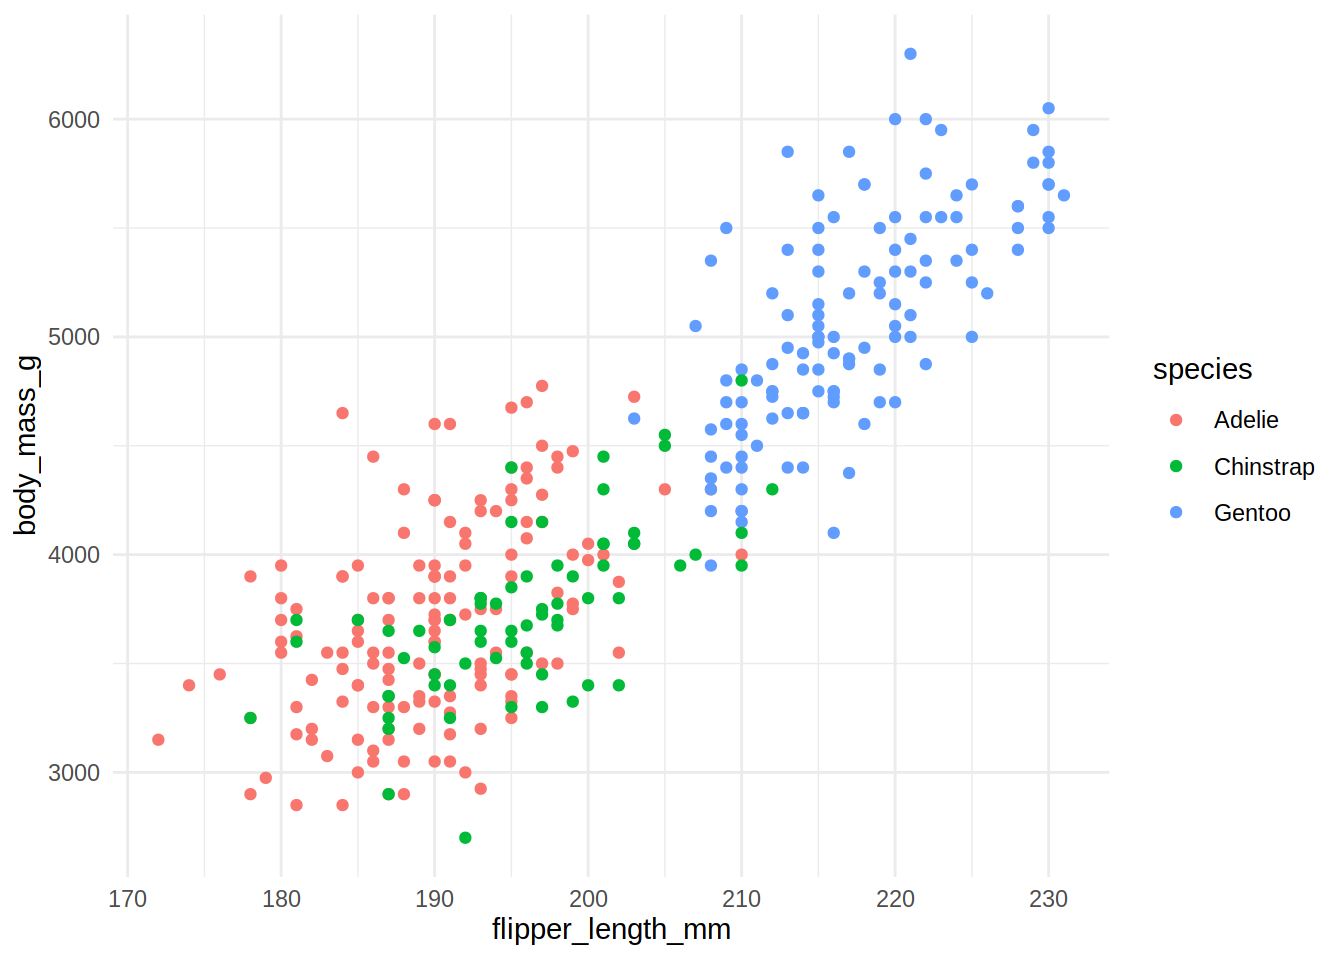 6000
5000
4000
3000
body_mass_g
170 180 190 200 210 220 230
flipper_length_mm
species
Adelie
Chinstrap
Gentoo